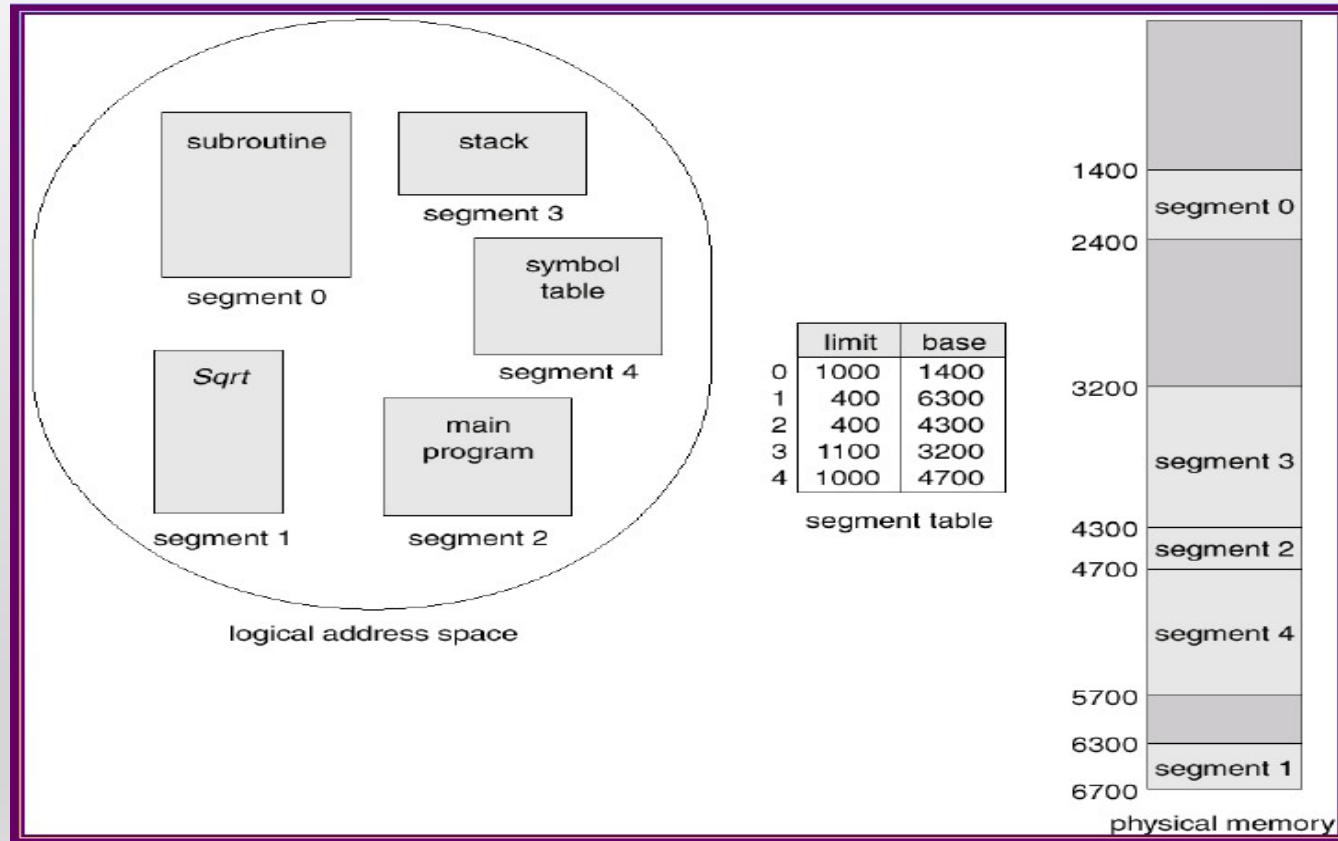 subroutine
segment 0
stack
segment 3
symbol
table
segment 4
Sqrt
segment 1
main
program
segment 2
logical address space
limit base
0 1000 1400
1 400 6300
2 400 4300
3 1100 3200
4 1000 4700
segment table
1400
segment 0
2400
3200
segment 3
4300
segment 2
4700
segment 4
5700
6300
segment 1
6700
physical memory